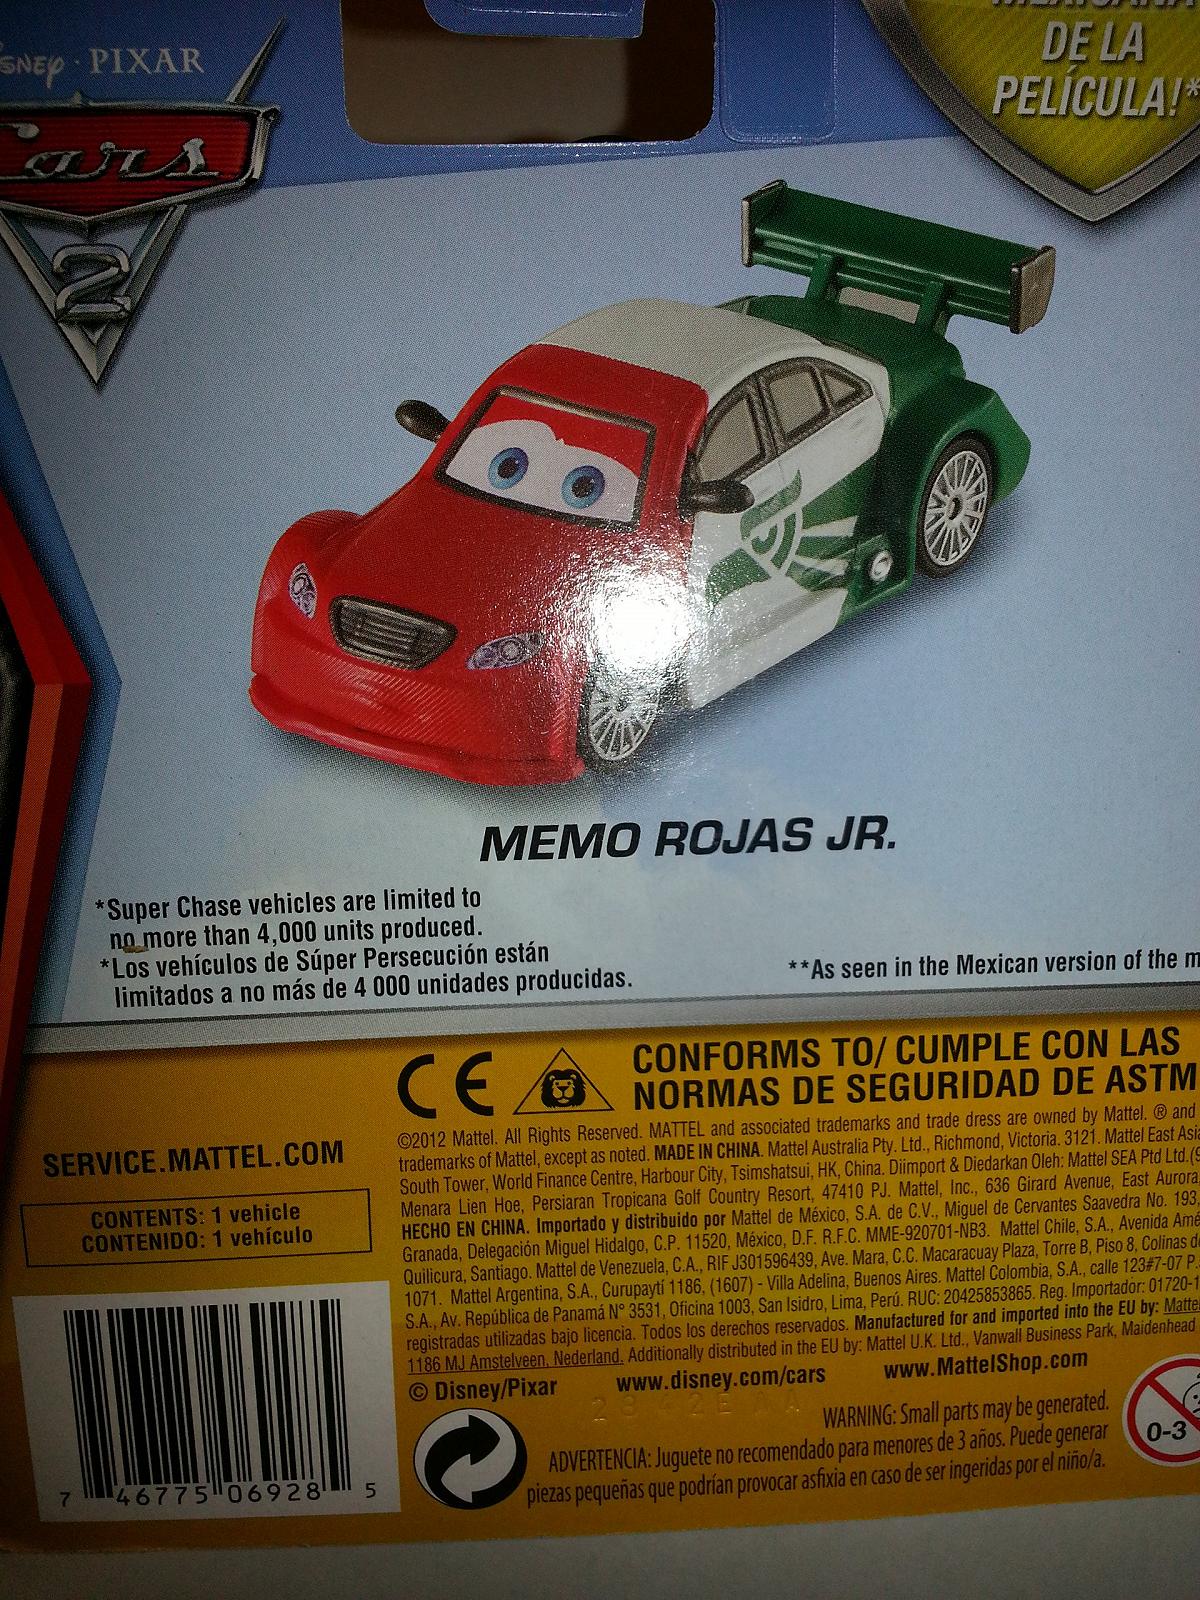 DISNEY · PIXAR
Cars
2
MEXICANA
DE LA
PELÍCULA!*
MEMO ROJAS JR.
*Super Chase vehicles are limited to
no more than 4,000 units produced.
*Los vehículos de Súper Persecución están
limitados a no más de 4 000 unidades producidas.
**As seen in the Mexican version of the
CE
CONFORMS TO/ CUMPLE CON LAS
NORMAS DE SEGURIDAD DE ASTM
SERVICE.MATTEL.COM
CONTENTS: 1 vehicle
CONTENIDO: 1 vehículo
©2012 Mattel. All Rights Reserved. MATTEL and associated trademarks and trade dress are owned by Mattel. ® and
trademarks of Mattel, except as noted. MADE IN CHINA. Mattel Australia Pty. Ltd., Richmond, Victoria. 3121. Mattel East Asia
South Tower, World Finance Centre, Harbour City, Tsimshatsui, HK, China. Diimport & Diedarkan Oleh: Mattel SEA Ptd Ltd.
Menara Lien Hoe, Persiaran Tropicana Golf Country Resort, 47410 PJ. Mattel, Inc., 636 Girard Avenue, East Aurora,
HECHO EN CHINA. Importado y distribuido por Mattel de México, S.A. de C.V., Miguel de Cervantes Saavedra No. 193,
Granada, Delegación Miguel Hidalgo, C.P. 11520, México, D.F. R.F.C. MME-920701-NB3. Mattel Chile, S.A., Avenida
Quilicura, Santiago. Mattel de Venezuela, C.A., RIF J301596439, Ave. Mara, C.C. Macaracuay Plaza, Torre B, Piso 8, Colinas de
1071. Mattel Argentina, S.A., Curupaytí 1186, (1607) - Villa Adelina, Buenos Aires. Mattel Colombia, S.A., calle 123#7-07 P.
S.A., Av. República de Panamá N° 3531, Oficina 1003, San Isidro, Lima, Perú. RUC: 20425853865. Reg. Importador: 01720-1
registradas utilizadas bajo licencia. Todos los derechos reservados. Manufactured for and imported into the EU by: Mattel
1186 MJ Amstelveen, Nederland. Additionally distributed in the EU by: Mattel U.K. Ltd., Vanwall Business Park, Maidenhead
© Disney/Pixar www.disney.com/cars www.MattelShop.com
WARNING: Small parts may be generated.
ADVERTENCIA: Juguete no recomendado para menores de 3 años. Puede generar
piezas pequeñas que podrían provocar asfixia en caso de ser ingeridas por el niño/a.
0-3
7 46775 06928 5